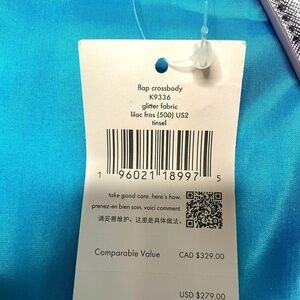 flap crossbody
K9336
glitter fabric
lilac fros (500) US2
tinsel
1 96021 18997 5
take good care. here's how.
prenez-en bien soin. voici comment.
请妥善维护。这里是具体做法。
Comparable Value CAD $329.00
USD $279.00